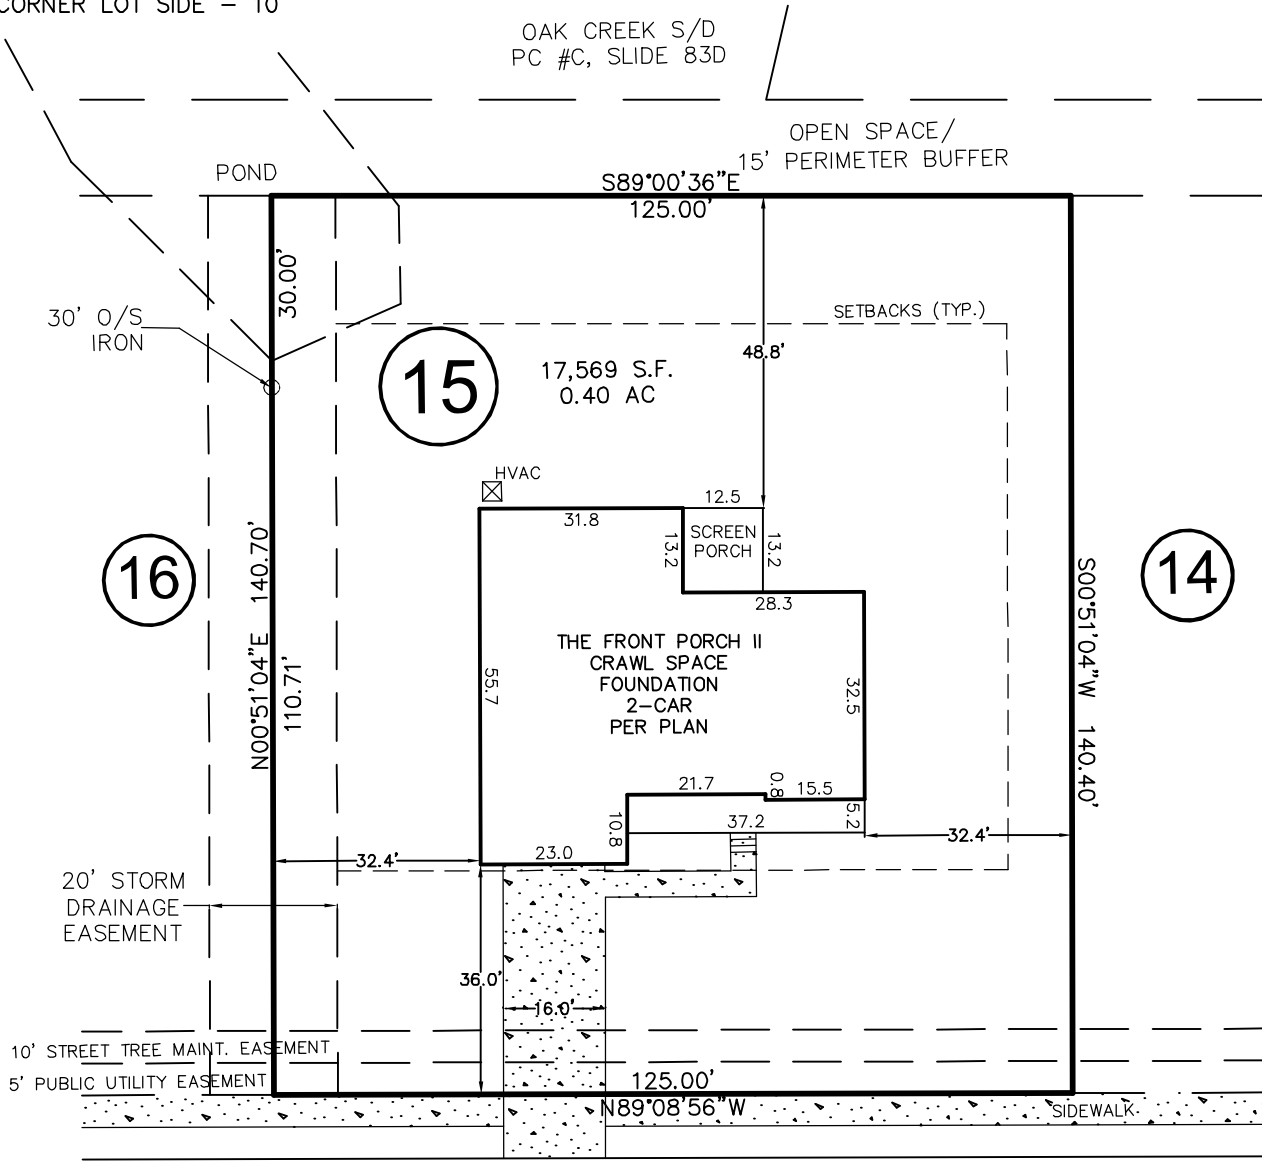 CORNER LOT SIDE – 10'
OAK CREEK S/D
PC #C, SLIDE 83D
OPEN SPACE/
15' PERIMETER BUFFER
POND
S89°00'36"E
125.00'
30.00'
30' O/S
IRON
SETBACKS (TYP.)
48.8'
15
17,569 S.F.
0.40 AC
HVAC
12.5
31.8
SCREEN
PORCH
13.2
13.2
28.3
16
14
N00°51'04"E 140.70'
110.71'
S00°51'04"W 140.40'
THE FRONT PORCH II
CRAWL SPACE
FOUNDATION
2–CAR
PER PLAN
55.7
32.5
21.7
0.8
15.5
5.2
10.8
37.2
23.0
32.4'
32.4'
20' STORM
DRAINAGE
EASEMENT
36.0'
16.0'
10' STREET TREE MAINT. EASEMENT
5' PUBLIC UTILITY EASEMENT
125.00'
N89°08'56"W
SIDEWALK